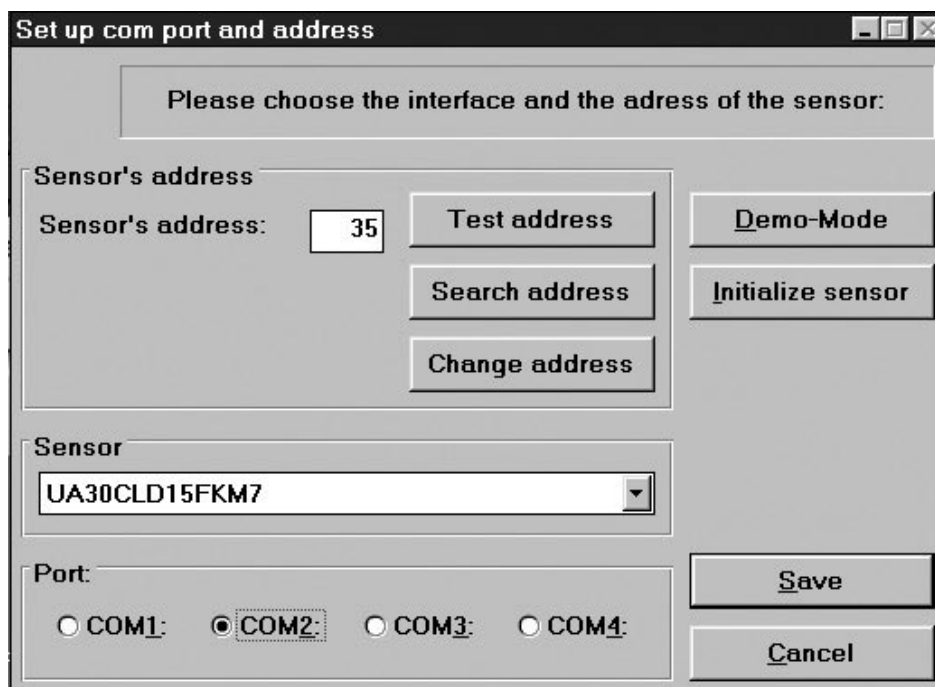 Set up com port and address
Please choose the interface and the adress of the sensor:
Sensor's address
Sensor's address: 35
Test address
Demo-Mode
Search address
Initialize sensor
Change address
Sensor
UA30CLD15FKM7
Port:
COM1: COM2: COM3: COM4:
Save
Cancel